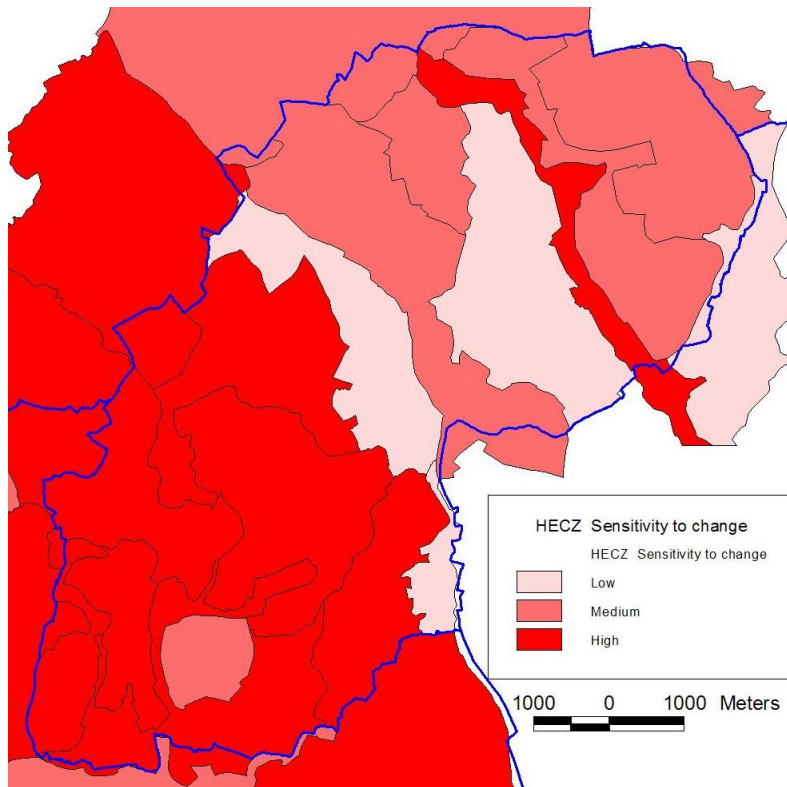 HECZ Sensitivity to change
HECZ Sensitivity to change
Low
Medium
High
1000 0 1000 Meters